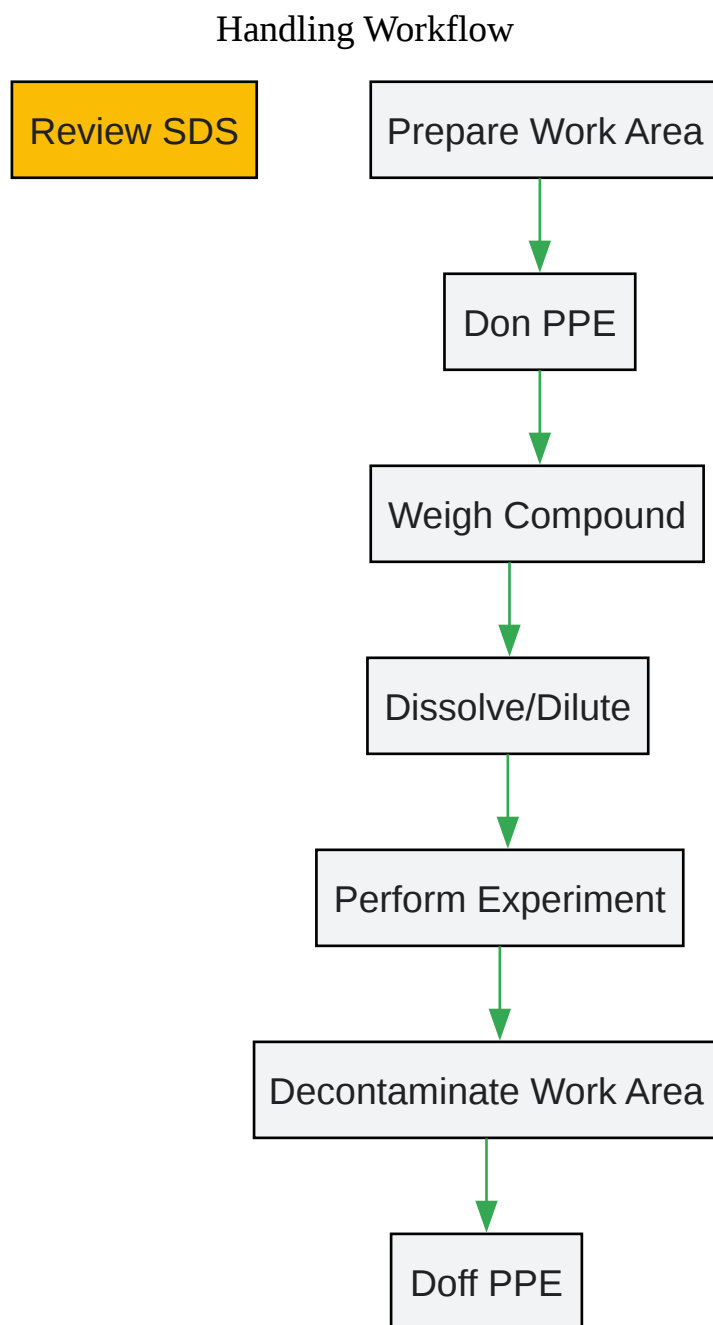 Handling Workflow
Review SDS
Prepare Work Area
Don PPE
Weigh Compound
Dissolve/Dilute
Perform Experiment
Decontaminate Work Area
Doff PPE